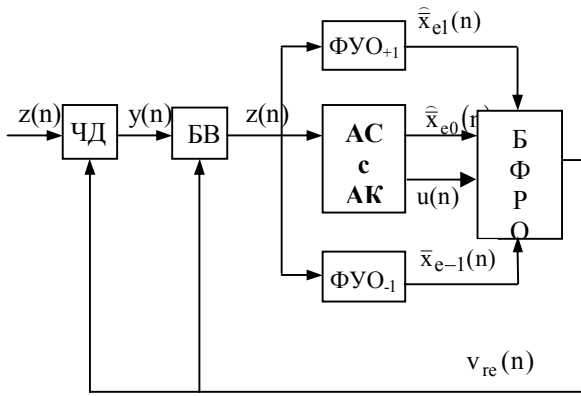 x̂̄e1(n)
ФУО+1
z(n)
y(n)
z(n)
ЧД
БВ
АС
с
АК
x̂̄e0(n)
u(n)
Б
Ф
Р
О
ФУО-1
x̄e−1(n)
vre(n)